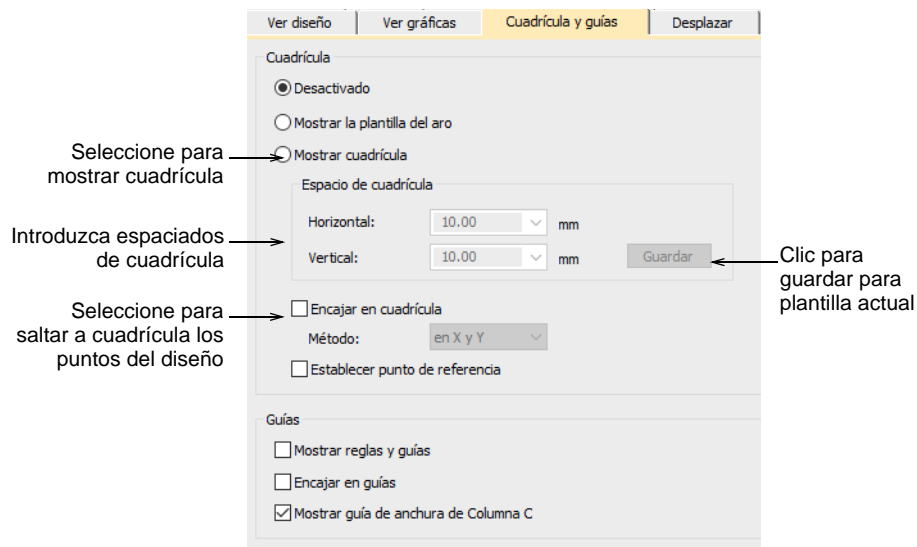 Ver diseño Ver gráficas Cuadrícula y guías Desplazar
Cuadrícula
Desactivado
Mostrar la plantilla del aro
Seleccione para
mostrar cuadrícula
Mostrar cuadrícula
Espacio de cuadrícula
Introduzca espaciados
de cuadrícula
Horizontal: 10.00 mm
Vertical: 10.00 mm Guardar
Clic para
guardar para
plantilla actual
Seleccione para
saltar a cuadrícula los
puntos del diseño
Encajar en cuadrícula
Método: en X y Y
Establecer punto de referencia
Guías
Mostrar reglas y guías
Encajar en guías
Mostrar guía de anchura de Columna C